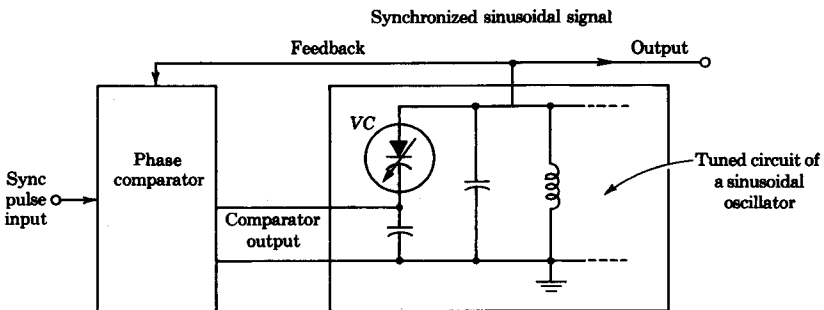 Synchronized sinusoidal signal
Feedback
Output
VC
Phase
comparator
Sync
pulse
input
Comparator
output
Tuned circuit of
a sinusoidal
oscillator